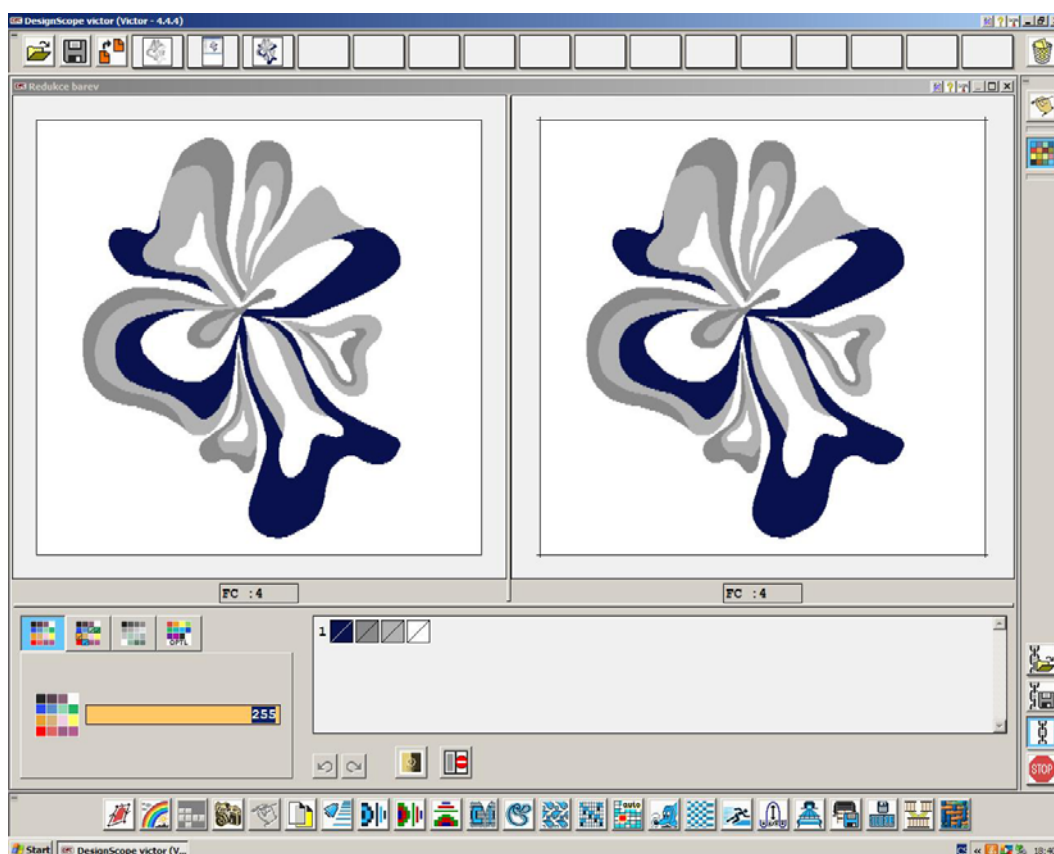 DesignScope victor (Victor - 4.4.4)
Redukce barev
FC :4
FC :4
OPTL
1
255
STOP
auto
Start
DesignScope victor (V...
18:40